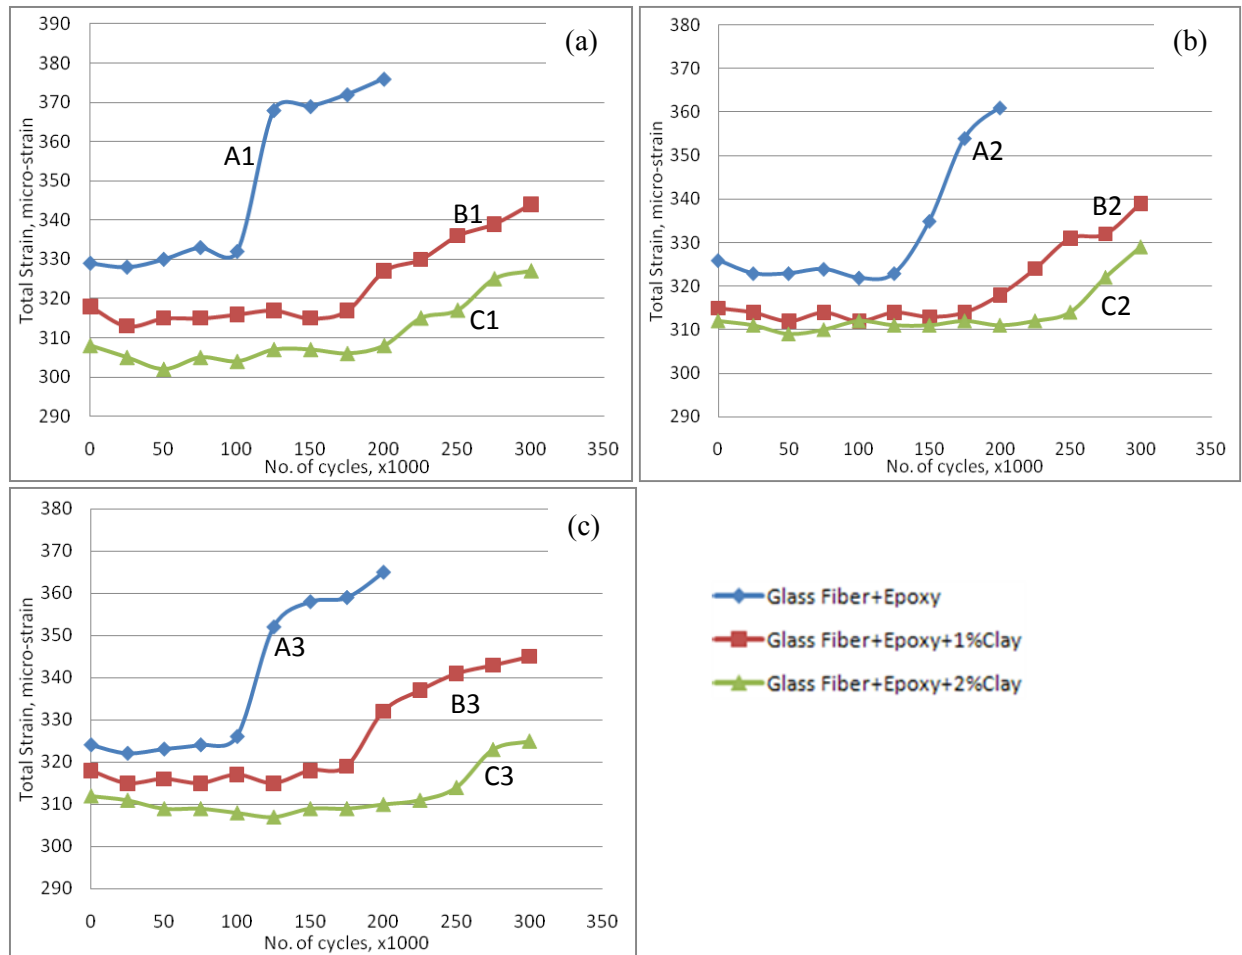 (a)
Total Strain, micro-strain
390
380
370
360
350
340
330
320
310
300
290
A1
B1
C1
0 50 100 150 200 250 300 350
No. of cycles, x1000
(b)
Total Strain, micro-strain
380
370
360
350
340
330
320
310
300
290
A2
B2
C2
0 50 100 150 200 250 300 350
No. of cycles, x1000
(c)
Total Strain, micro-strain
380
370
360
350
340
330
320
310
300
290
A3
B3
C3
0 50 100 150 200 250 300 350
No. of cycles, x1000
Glass Fiber+Epoxy
Glass Fiber+Epoxy+1%Clay
Glass Fiber+Epoxy+2%Clay